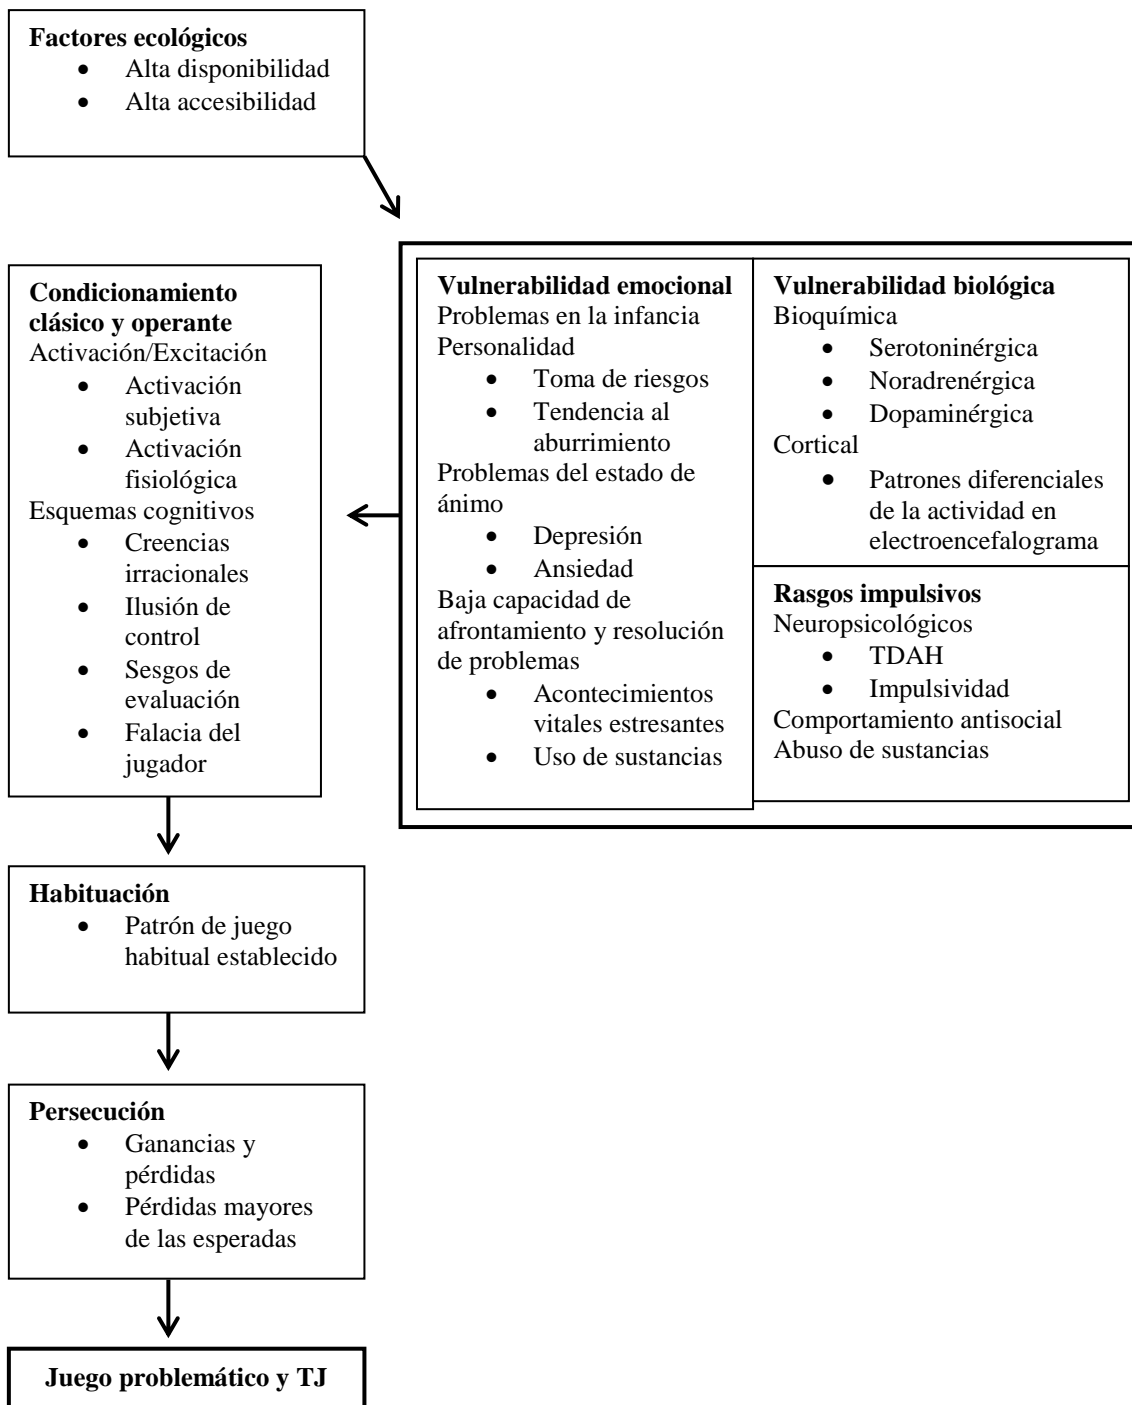 Factores ecológicos
• Alta disponibilidad
• Alta accesibilidad
Condicionamiento
clásico y operante
Activación/Excitación
• Activación
subjetiva
• Activación
fisiológica
Esquemas cognitivos
• Creencias
irracionales
• Ilusión de
control
• Sesgos de
evaluación
• Falacia del
jugador
Vulnerabilidad emocional
Problemas en la infancia
Personalidad
• Toma de riesgos
• Tendencia al
aburrimiento
Problemas del estado de
ánimo
• Depresión
• Ansiedad
Baja capacidad de
afrontamiento y resolución
de problemas
• Acontecimientos
vitales estresantes
• Uso de sustancias
Vulnerabilidad biológica
Bioquímica
• Serotoninérgica
• Noradrenérgica
• Dopaminérgica
Cortical
• Patrones diferenciales
de la actividad en
electroencefalograma
Rasgos impulsivos
Neuropsicológicos
• TDAH
• Impulsividad
Comportamiento antisocial
Abuso de sustancias
Habituación
• Patrón de juego
habitual establecido
Persecución
• Ganancias y
pérdidas
• Pérdidas mayores
de las esperadas
Juego problemático y TJ